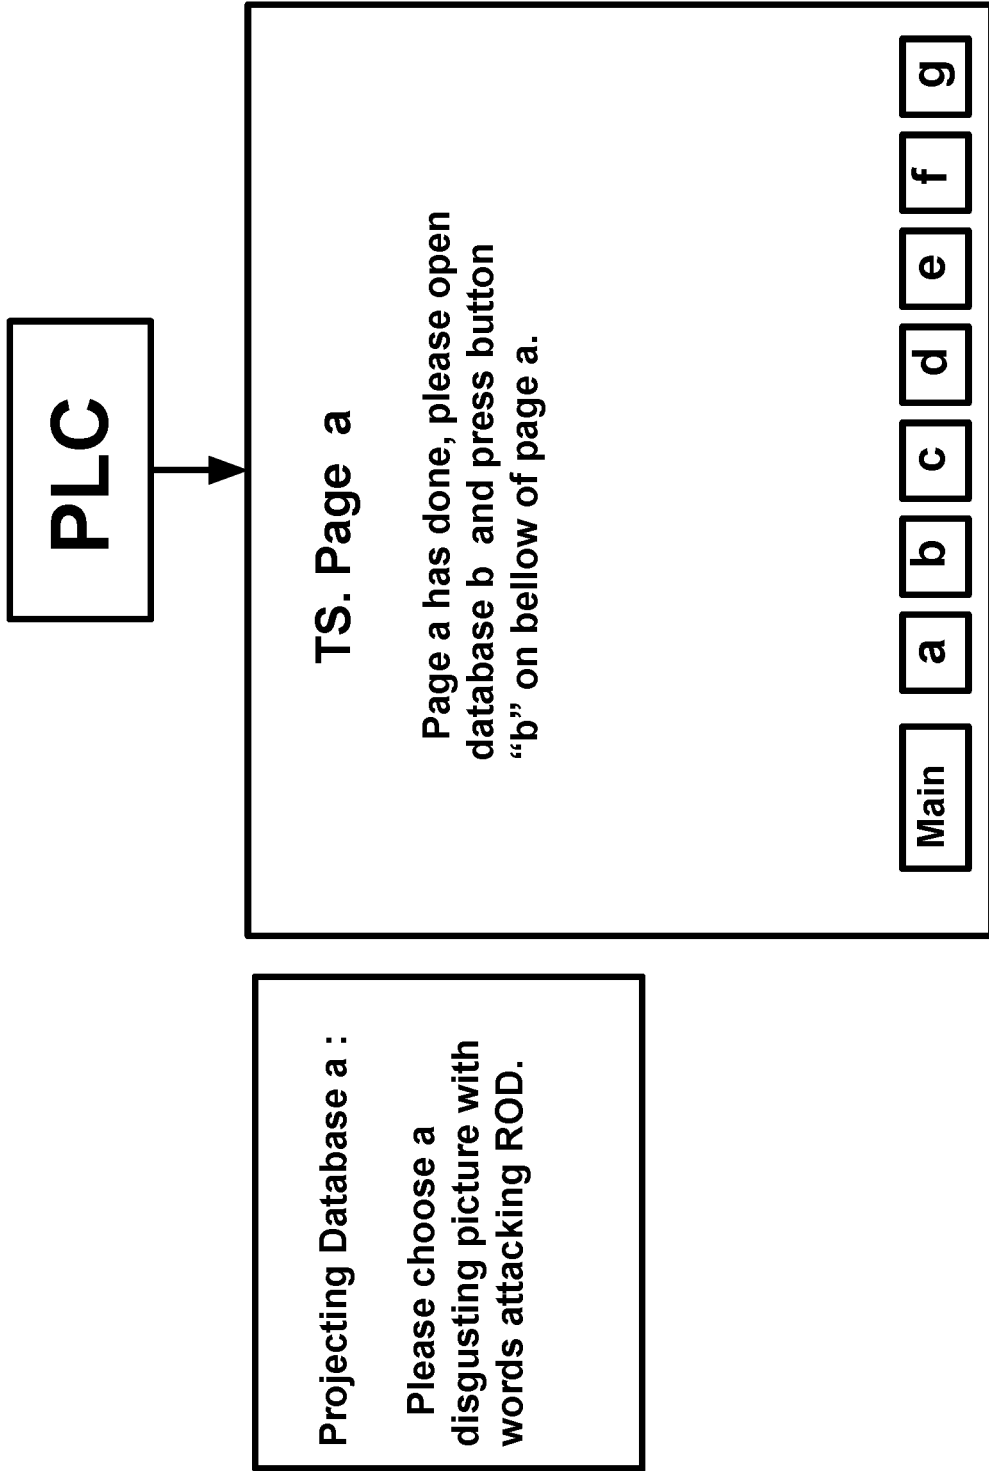 PLC
TS. Page a
Page a has done, please open
database b and press button
“b” on bellow of page a.
Main
a
b
c
d
e
f
g
Projecting Database a :
Please choose a
disgusting picture with
words attacking ROD.